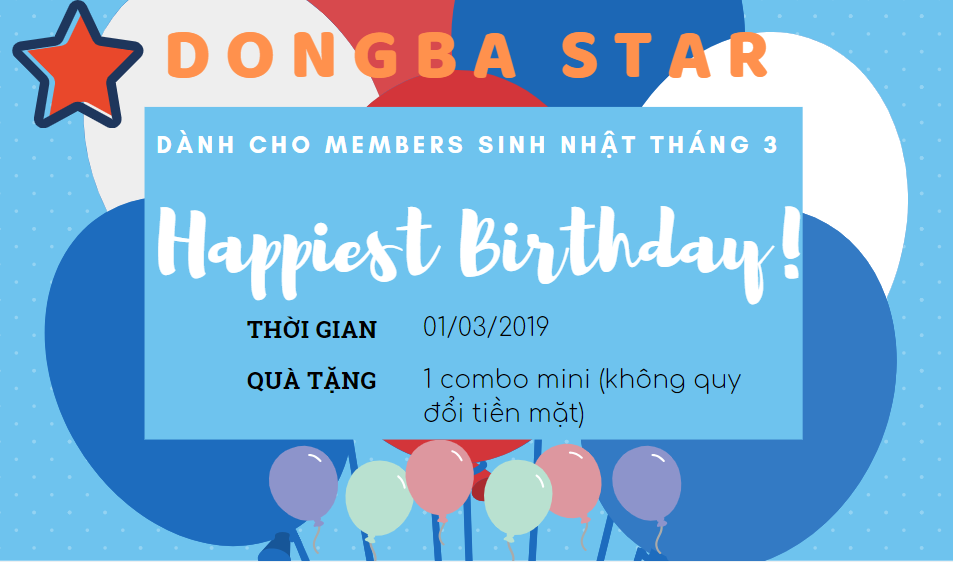 DONGBA STAR
DÀNH CHO MEMBERS SINH NHẬT THÁNG 3
Happiest Birthday!
THỜI GIAN 01/03/2019
QUÀ TẶNG 1 combo mini (không quy
đổi tiền mặt)